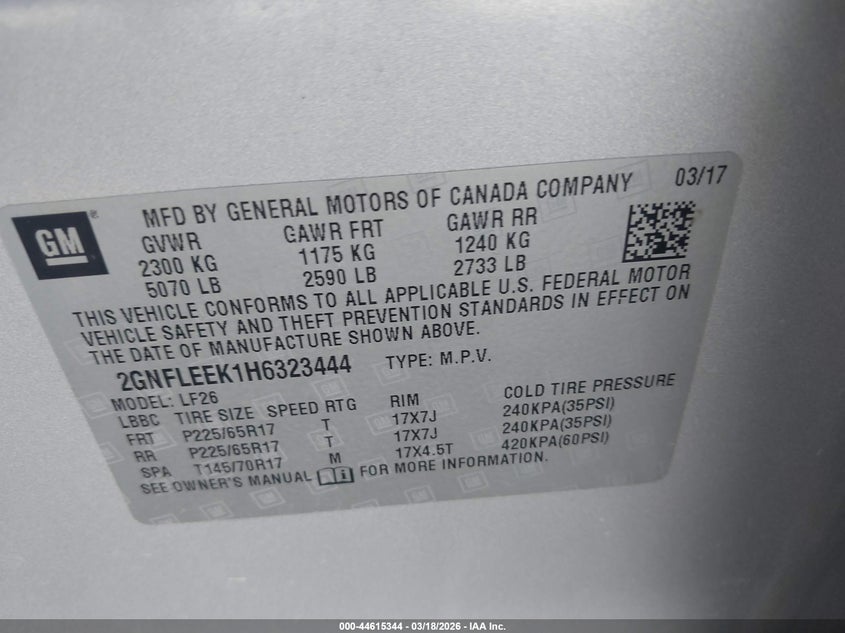 GM
®
MFD BY GENERAL MOTORS OF CANADA COMPANY 03/17
GVWR GAWR FRT GAWR RR
2300 KG 1175 KG 1240 KG
5070 LB 2590 LB 2733 LB
THIS VEHICLE CONFORMS TO ALL APPLICABLE U.S. FEDERAL MOTOR
VEHICLE SAFETY AND THEFT PREVENTION STANDARDS IN EFFECT ON
THE DATE OF MANUFACTURE SHOWN ABOVE.
2GNFLEEK1H6323444 TYPE: M.P.V.
MODEL: LF26
LBBC TIRE SIZE SPEED RTG RIM COLD TIRE PRESSURE
FRT P225/65R17 T 17X7J 240KPA(35PSI)
RR P225/65R17 T 17X7J 240KPA(35PSI)
SPA T145/70R17 M 17X4.5T 420KPA(60PSI)
SEE OWNER'S MANUAL FOR MORE INFORMATION.
000-44615344 | 03/18/2026 - IAA Inc.